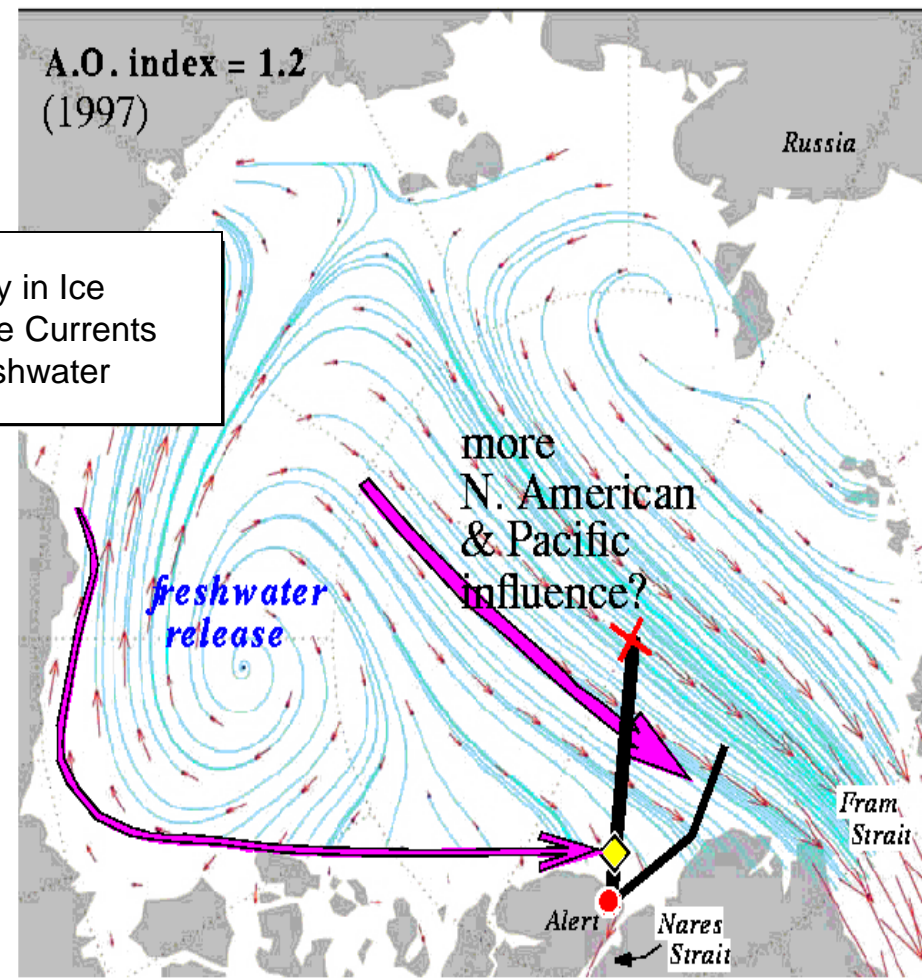 A.O. index = 1.2
(1997)
Russia
y in Ice
e Currents
shwater
more
N. American
& Pacific
influence?
freshwater
release
Fram
Strait
Alert
Nares
Strait